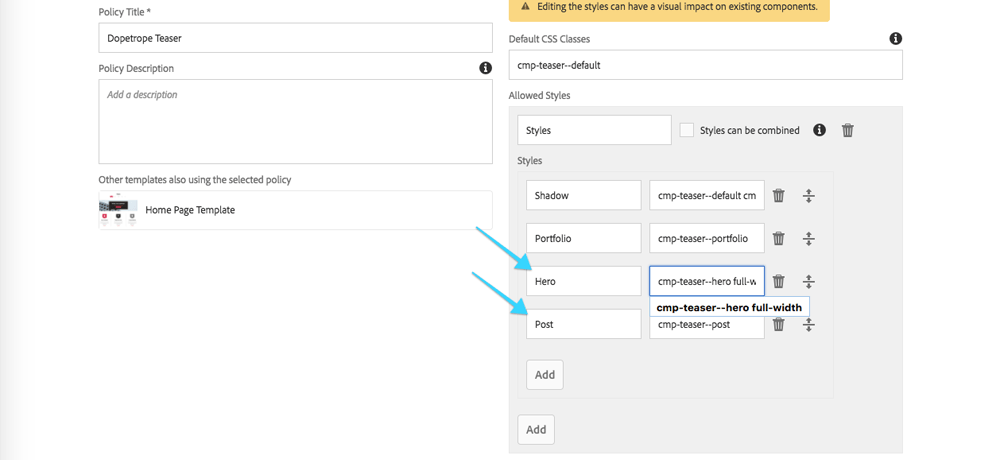 Policy Title *
Dopetrope Teaser
Policy Description
Add a description
Other templates also using the selected policy
Home Page Template
Editing the styles can have a visual impact on existing components.
Default CSS Classes
cmp-teaser--default
Allowed Styles
Styles
Styles can be combined
Styles
Shadow
cmp-teaser--default cm
Portfolio
cmp-teaser--portfolio
Hero
cmp-teaser--hero full-w
cmp-teaser--hero full-width
Post
cmp-teaser--post
Add
Add